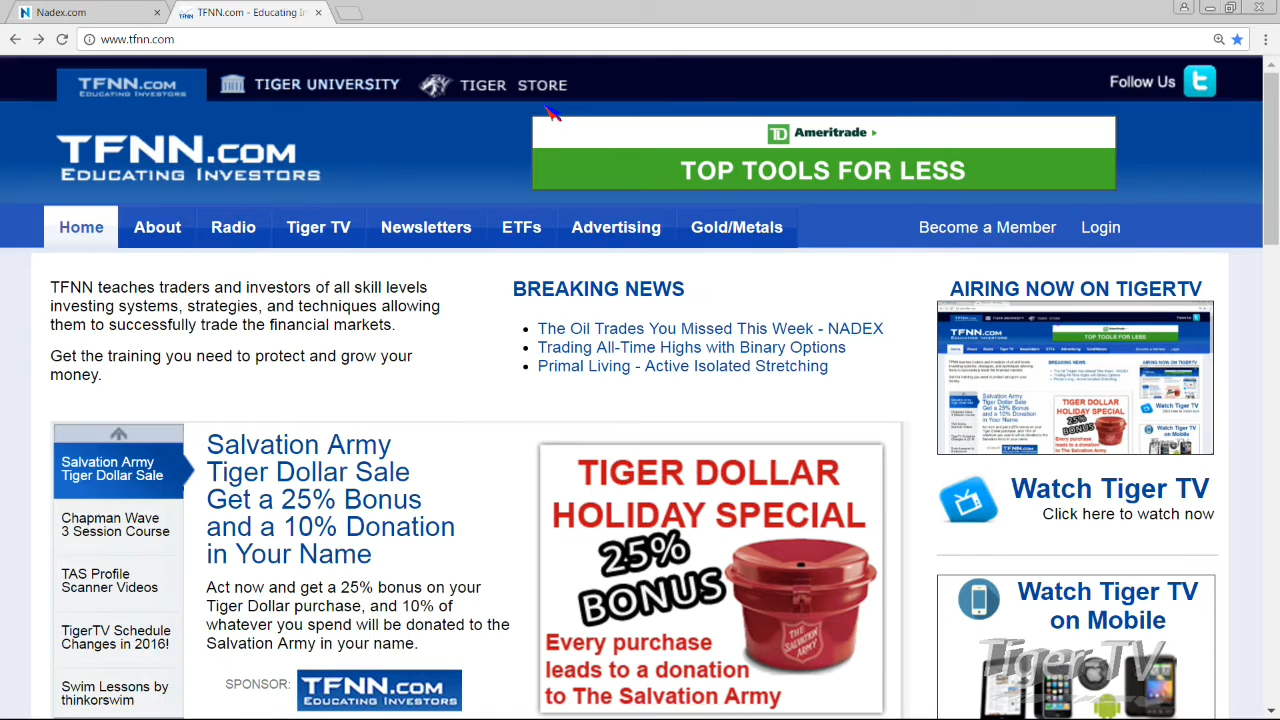 Nadex.com
TFNN.com - Educating In
www.tfnn.com
TFNN.COM
EDUCATING INVESTORS
TIGER UNIVERSITY
TIGER STORE
Follow Us
TFNN.COM
EDUCATING INVESTORS
TD Ameritrade
TOP TOOLS FOR LESS
Home
About
Radio
Tiger TV
Newsletters
ETFs
Advertising
Gold/Metals
Become a Member
Login
TFNN teaches traders and investors of all skill levels
investing systems, strategies, and techniques allowing
them to successfully trade the financial markets.
Get the training you need to protect and grow your
money.
BREAKING NEWS
The Oil Trades You Missed This Week - NADEX
Trading All-Time Highs with Binary Options
Primal Living - Active Isolated Stretching
AIRING NOW ON TIGERTV
Watch Tiger TV
Click here to watch now
Watch Tiger TV
on Mobile
Tiger TV
Salvation Army
Tiger Dollar Sale
Chapman Wave
3 Session Course
TAS Profile
Scanner Videos
TigerTV Schedule
Changes in 2016!
Swim Lessons by
thinkorswim
Salvation Army
Tiger Dollar Sale
Get a 25% Bonus
and a 10% Donation
in Your Name
Act now and get a 25% bonus on your
Tiger Dollar purchase, and 10% of
whatever you spend will be donated to the
Salvation Army in your name.
SPONSOR:
TFNN.COM
EDUCATING INVESTORS
TIGER DOLLAR
HOLIDAY SPECIAL
25%
BONUS
THE
SALVATION
ARMY
Every purchase
leads to a donation
to The Salvation Army